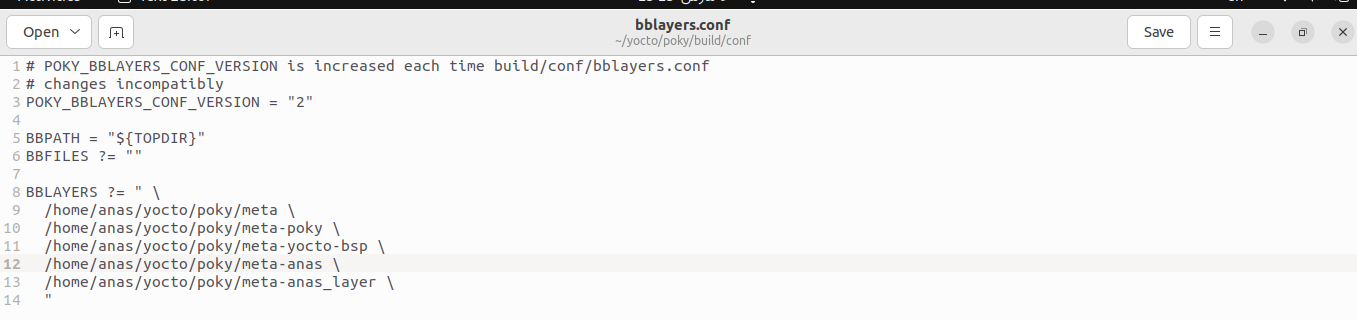 Open
bblayers.conf
~/yocto/poky/build/conf
Save
1 # POKY_BBLAYERS_CONF_VERSION is increased each time build/conf/bblayers.conf
2 # changes incompatibly
3 POKY_BBLAYERS_CONF_VERSION = "2"
4
5 BBPATH = "${TOPDIR}"
6 BBFILES ?= ""
7
8 BBLAYERS ?= " \
9   /home/anas/yocto/poky/meta \
10   /home/anas/yocto/poky/meta-poky \
11   /home/anas/yocto/poky/meta-yocto-bsp \
12   /home/anas/yocto/poky/meta-anas \
13   /home/anas/yocto/poky/meta-anas_layer \
14   "